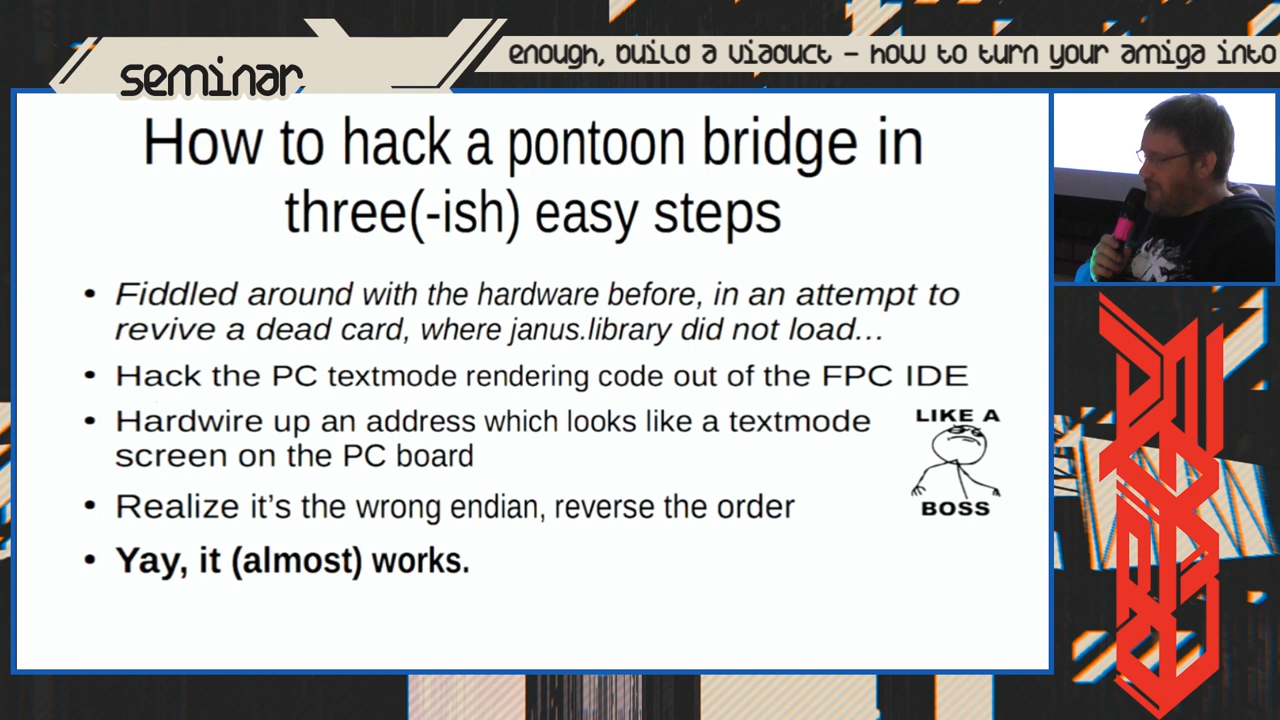 seminar
enough, build a viaduct - how to turn your amiga into
How to hack a pontoon bridge in
three(-ish) easy steps
• Fiddled around with the hardware before, in an attempt to
revive a dead card, where janus.library did not load...
• Hack the PC textmode rendering code out of the FPC IDE
• Hardwire up an address which looks like a textmode
screen on the PC board
• Realize it’s the wrong endian, reverse the order
• Yay, it (almost) works.
LIKE A
BOSS